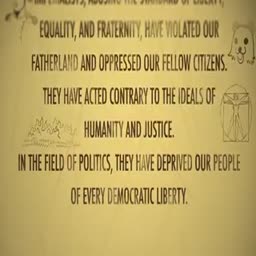 IMPERIALISTS, ABUSING THE STANDARD OF LIBERTY,
EQUALITY, AND FRATERNITY, HAVE VIOLATED OUR
FATHERLAND AND OPPRESSED OUR FELLOW CITIZENS.
THEY HAVE ACTED CONTRARY TO THE IDEALS OF
HUMANITY AND JUSTICE.
IN THE FIELD OF POLITICS, THEY HAVE DEPRIVED OUR PEOPLE
OF EVERY DEMOCRATIC LIBERTY.